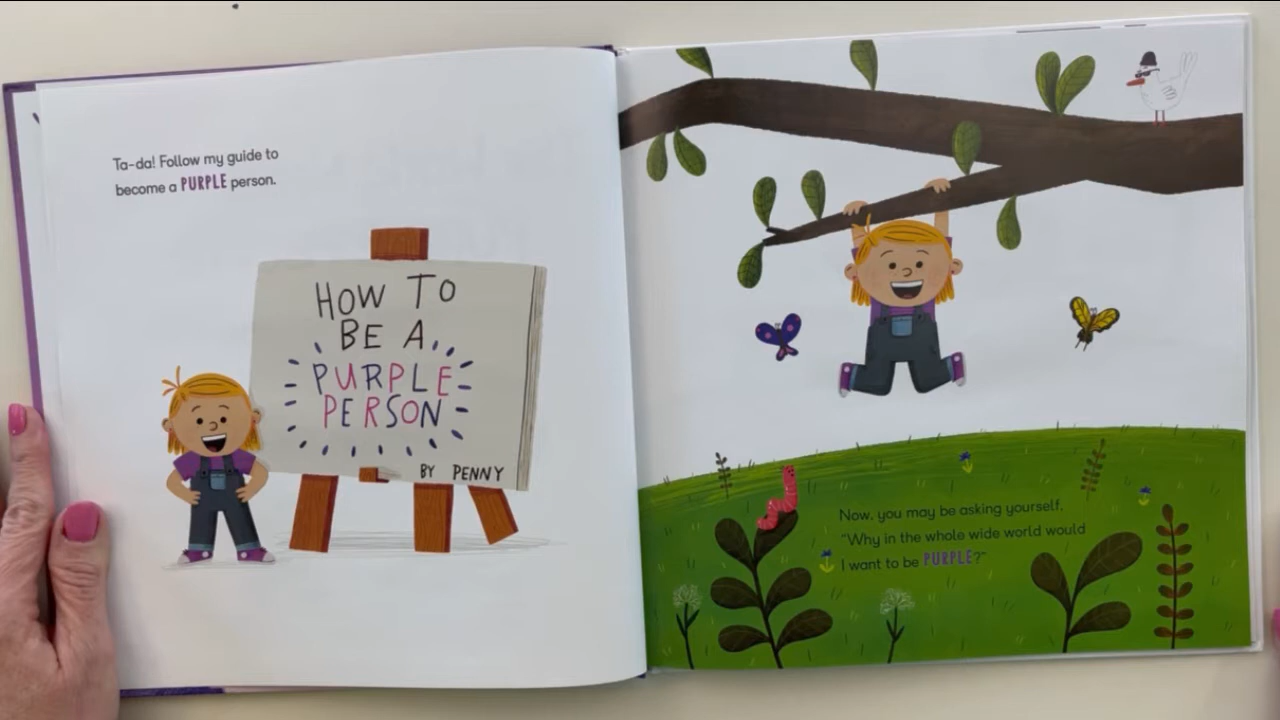 Ta-da! Follow my guide to
become a PURPLE person.
HOW TO
BE A
PURPLE
PERSON
BY PENNY
Now, you may be asking yourself,
"Why in the whole wide world would
I want to be PURPLE?"